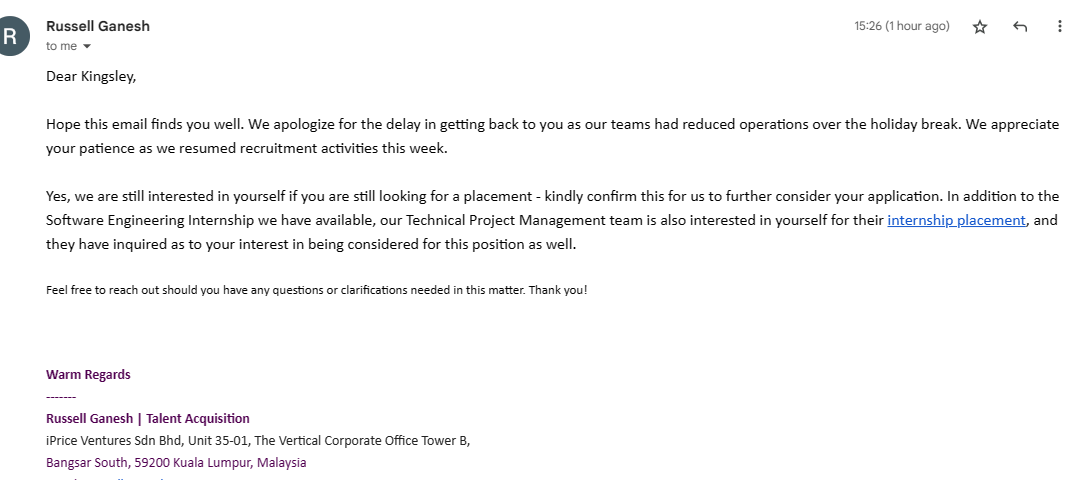 R
Russell Ganesh
15:26 (1 hour ago)
to me
Dear Kingsley,
Hope this email finds you well. We apologize for the delay in getting back to you as our teams had reduced operations over the holiday break. We appreciate
your patience as we resumed recruitment activities this week.
Yes, we are still interested in yourself if you are still looking for a placement - kindly confirm this for us to further consider your application. In addition to the
Software Engineering Internship we have available, our Technical Project Management team is also interested in yourself for their internship placement, and
they have inquired as to your interest in being considered for this position as well.
Feel free to reach out should you have any questions or clarifications needed in this matter. Thank you!
Warm Regards
-------
Russell Ganesh | Talent Acquisition
iPrice Ventures Sdn Bhd, Unit 35-01, The Vertical Corporate Office Tower B,
Bangsar South, 59200 Kuala Lumpur, Malaysia